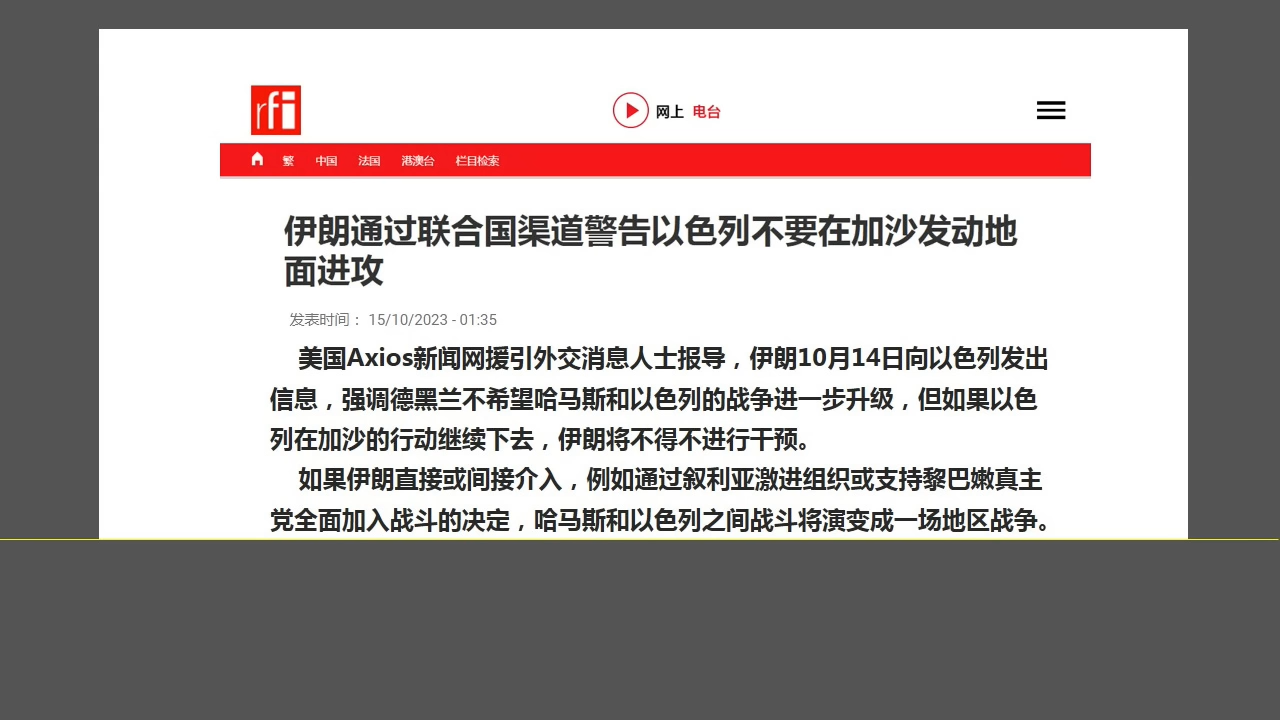 rfi
网上 电台
繁 中国 法国 港澳台 栏目检索
伊朗通过联合国渠道警告以色列不要在加沙发动地
面进攻
发表时间： 15/10/2023 - 01:35
美国Axios新闻网援引外交消息人士报导，伊朗10月14日向以色列发出
信息，强调德黑兰不希望哈马斯和以色列的战争进一步升级，但如果以色
列在加沙的行动继续下去，伊朗将不得不进行干预。
如果伊朗直接或间接介入，例如通过叙利亚激进组织或支持黎巴嫩真主
党全面加入战斗的决定，哈马斯和以色列之间战斗将演变成一场地区战争。